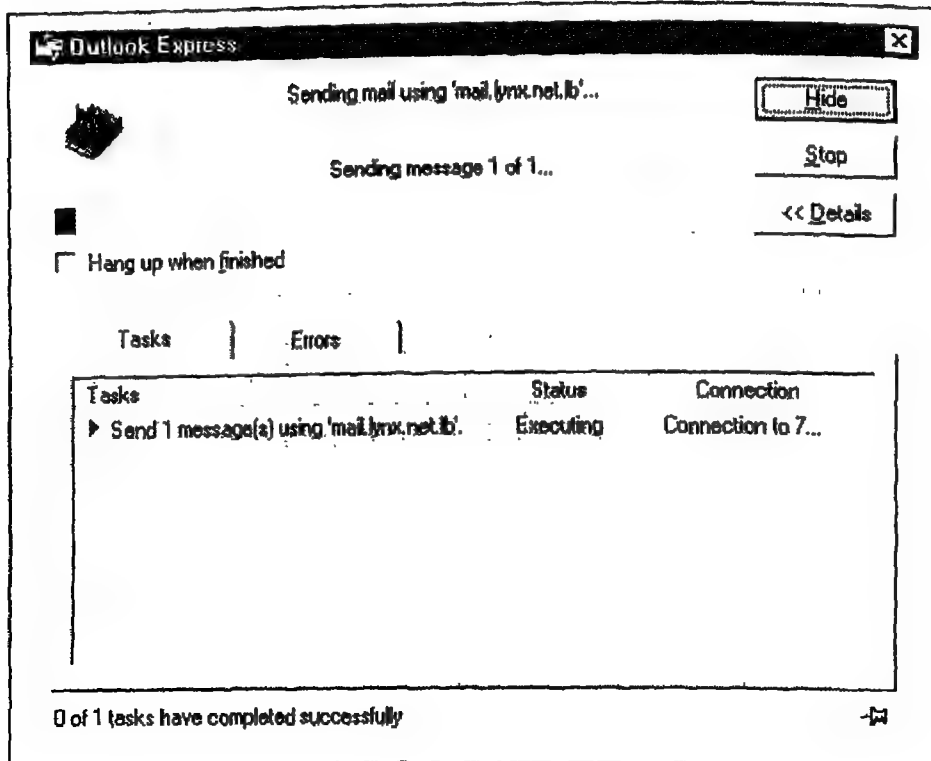 Outlook Express
Sending mail using 'mail.lynx.net.lb'...
Hide
Sending message 1 of 1...
Stop
<< Details
Hang up when finished
Tasks
Errors
Tasks Status Connection
Send 1 message(s) using 'mail.lynx.net.lb'. Executing Connection to 7...
0 of 1 tasks have completed successfully